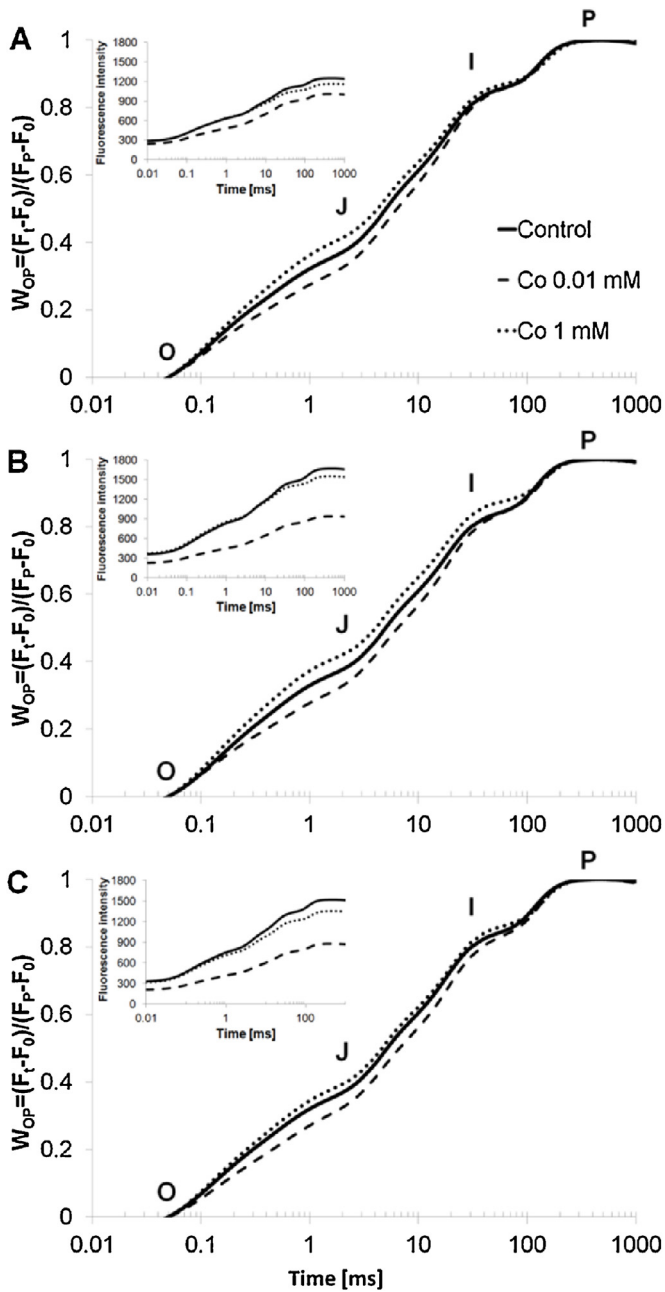 A
W_OP=(F_t-F_0)/(F_P-F_0)
1
0.8
0.6
0.4
0.2
0
0.01
0.1
1
10
100
1000
O
J
I
P
Control
Co 0.01 mM
Co 1 mM
Fluorescence intensity
1800
1500
1200
900
600
300
0
0.01
0.1
1
10
100
1000
Time [ms]
B
W_OP=(F_t-F_0)/(F_P-F_0)
1
0.8
0.6
0.4
0.2
0
0.01
0.1
1
10
100
1000
O
J
I
P
Fluorescence intensity
1800
1500
1200
900
600
300
0
0.01
0.1
1
10
100
1000
Time [ms]
C
W_OP=(F_t-F_0)/(F_P-F_0)
1
0.8
0.6
0.4
0.2
0
0.01
0.1
1
10
100
1000
O
J
I
P
Fluorescence intensity
1800
1500
1200
900
600
300
0
0.01
1
100
Time [ms]
Time [ms]